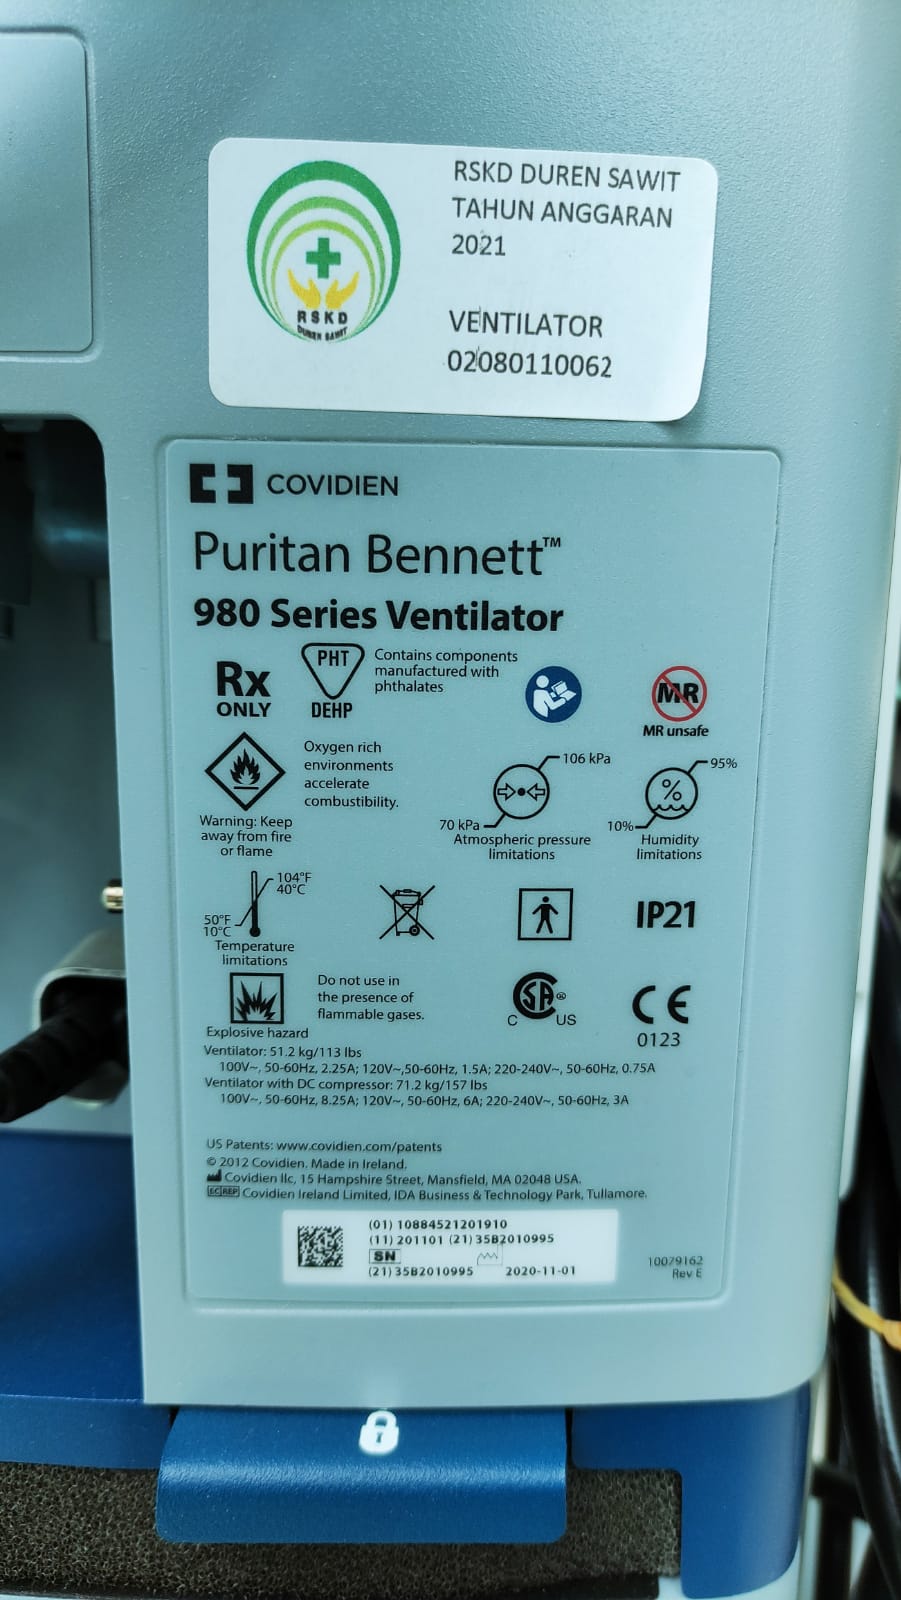 RSKD DUREN SAWIT
TAHUN ANGGARAN
2021
VENTILATOR
02080110062
RSKD
DUREN SAWIT
COVIDIEN
Puritan Bennett™
980 Series Ventilator
Rx
ONLY
PHT
DEHP
Contains components
manufactured with
phthalates
MR
MR unsafe
Warning: Keep
away from fire
or flame
Oxygen rich
environments
accelerate
combustibility.
106 kPa
70 kPa
Atmospheric pressure
limitations
95%
%
10%
Humidity
limitations
104°F
40°C
50°F
10°C
Temperature
limitations
IP21
Explosive hazard
Do not use in
the presence of
flammable gases.
C SA® US
CE
0123
Ventilator: 51.2 kg/113 lbs
100V~, 50-60Hz, 2.25A; 120V~,50-60Hz, 1.5A; 220-240V~, 50-60Hz, 0.75A
Ventilator with DC compressor: 71.2 kg/157 lbs
100V~, 50-60Hz, 8.25A; 120V~, 50-60Hz, 6A; 220-240V~, 50-60Hz, 3A
US Patents: www.covidien.com/patents
© 2012 Covidien. Made in Ireland.
Covidien llc, 15 Hampshire Street, Mansfield, MA 02048 USA.
EC REP Covidien Ireland Limited, IDA Business & Technology Park, Tullamore.
(01) 10884521201910
(11) 201101 (21) 35B2010995
SN
(21) 35B2010995 2020-11-01
10079162
Rev E